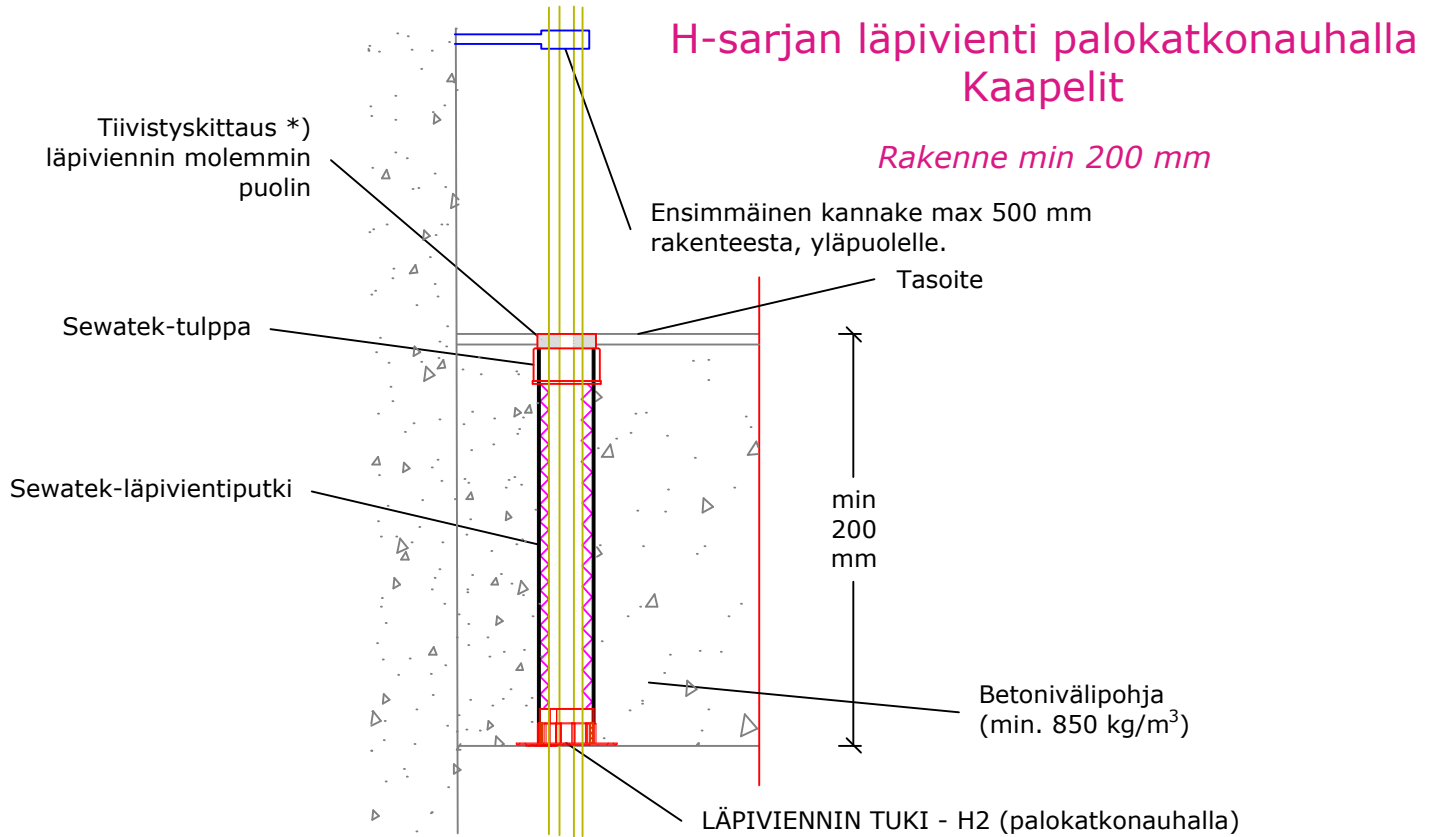 H-sarjan läpivienti palokatkonauhalla
Kaapelit
Rakenne min 200 mm
Tiivistyskittaus *)
läpiviennin molemmin
puolin
Ensimmäinen kannake max 500 mm
rakenteesta, yläpuolelle.
Tasoite
Sewatek-tulppa
Sewatek-läpivientiputki
min
200
mm
Betonivälipohja
(min. 850 kg/m³)
LÄPIVIENNIN TUKI - H2 (palokatkonauhalla)